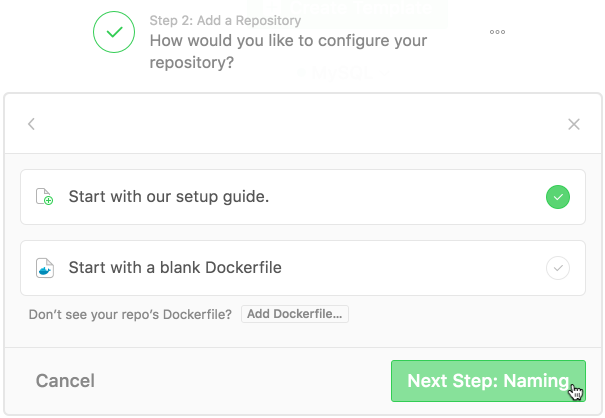 Step 2: Add a Repository
How would you like to configure your
repository?
Start with our setup guide.
Start with a blank Dockerfile
Don’t see your repo’s Dockerfile? Add Dockerfile...
Cancel
Next Step: Naming